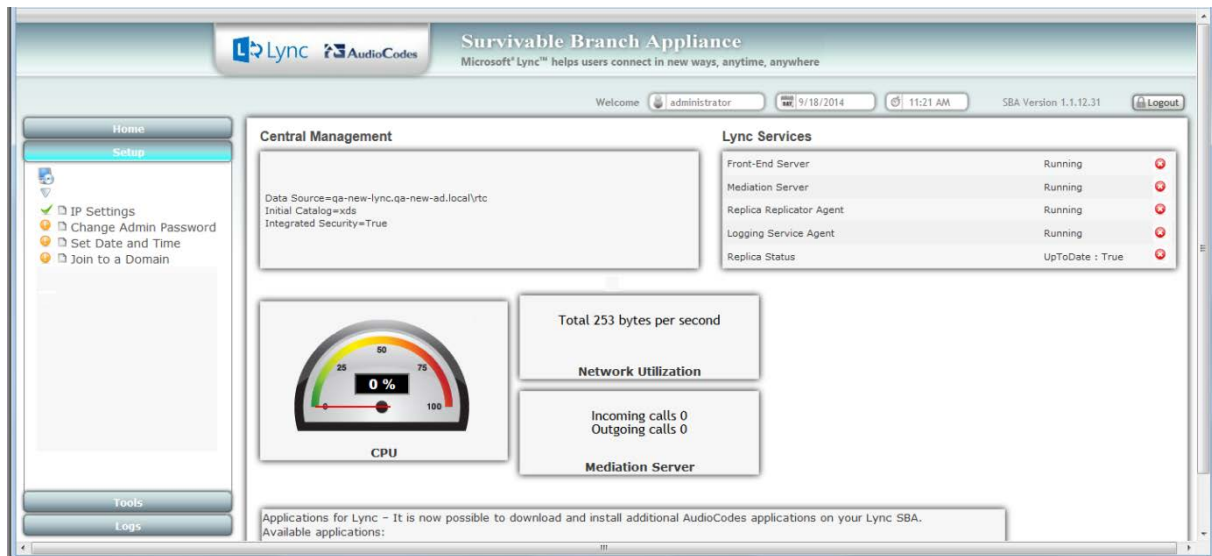 Lync AudioCodes
Survivable Branch Appliance
Microsoft® Lync™ helps users connect in new ways, anytime, anywhere
Welcome administrator 9/18/2014 11:21 AM SBA Version 1.1.12.31 Logout
Home
Setup
IP Settings
Change Admin Password
Set Date and Time
Join to a Domain
Tools
Logs
Central Management
Data Source=qa-new-lync.qa-new-ad.local\rtc
Initial Catalog=xds
Integrated Security=True
Lync Services
Front-End Server Running
Mediation Server Running
Replica Replicator Agent Running
Logging Service Agent Running
Replica Status UpToDate : True
0 25 50 75 100
0 %
CPU
Total 253 bytes per second
Network Utilization
Incoming calls 0
Outgoing calls 0
Mediation Server
Applications for Lync – It is now possible to download and install additional AudioCodes applications on your Lync SBA.
Available applications: